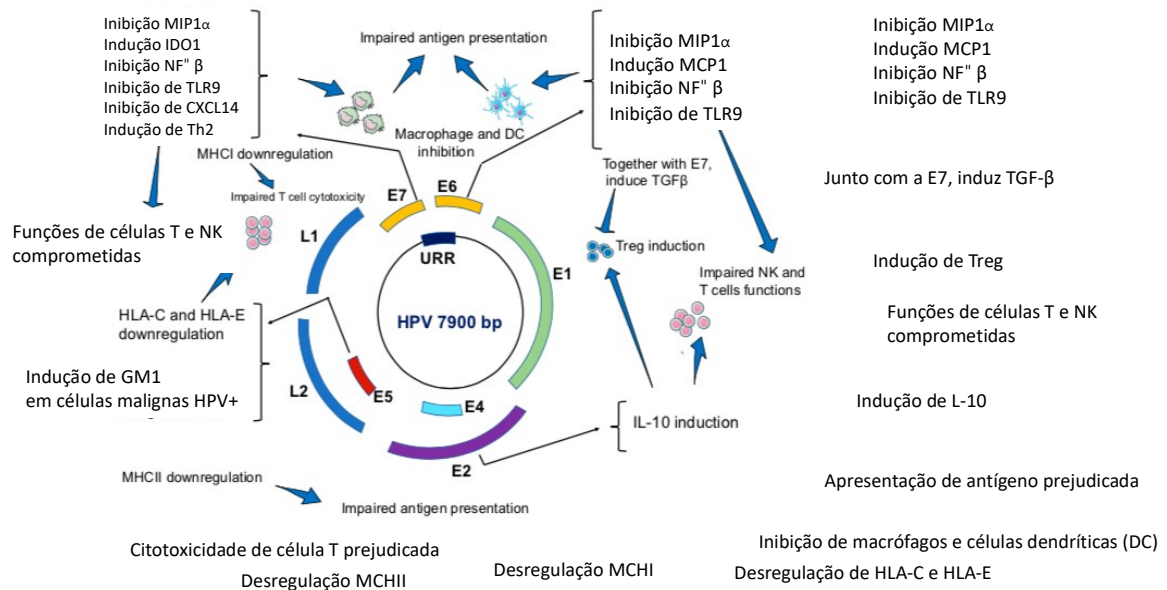 Inibição MIP1α
Indução IDO1
Inibição NF" β
Inibição de TLR9
Inibição de CXCL14
Indução de Th2
Impaired antigen presentation
Inibição MIP1α
Indução MCP1
Inibição NF" β
Inibição de TLR9
Inibição MIP1α
Indução MCP1
Inibição NF" β
Inibição de TLR9
Macrophage and DC
inhibition
MHCI downregulation
Impaired T cell cytotoxicity
Together with E7,
induce TGFβ
Junto com a E7, induz TGF-β
E7
E6
L1
URR
E1
Funções de células T e NK
comprometidas
Treg induction
Impaired NK and
T cells functions
Indução de Treg
HLA-C and HLA-E
downregulation
HPV 7900 bp
Funções de células T e NK
comprometidas
Indução de GM1
em células malignas HPV+
L2
E5
E4
E2
IL-10 induction
Indução de L-10
MHCII downregulation
Impaired antigen presentation
Apresentação de antígeno prejudicada
Citotoxicidade de célula T prejudicada
Inibição de macrófagos e células dendríticas (DC)
Desregulação MCHII
Desregulação MCHI
Desregulação de HLA-C e HLA-E